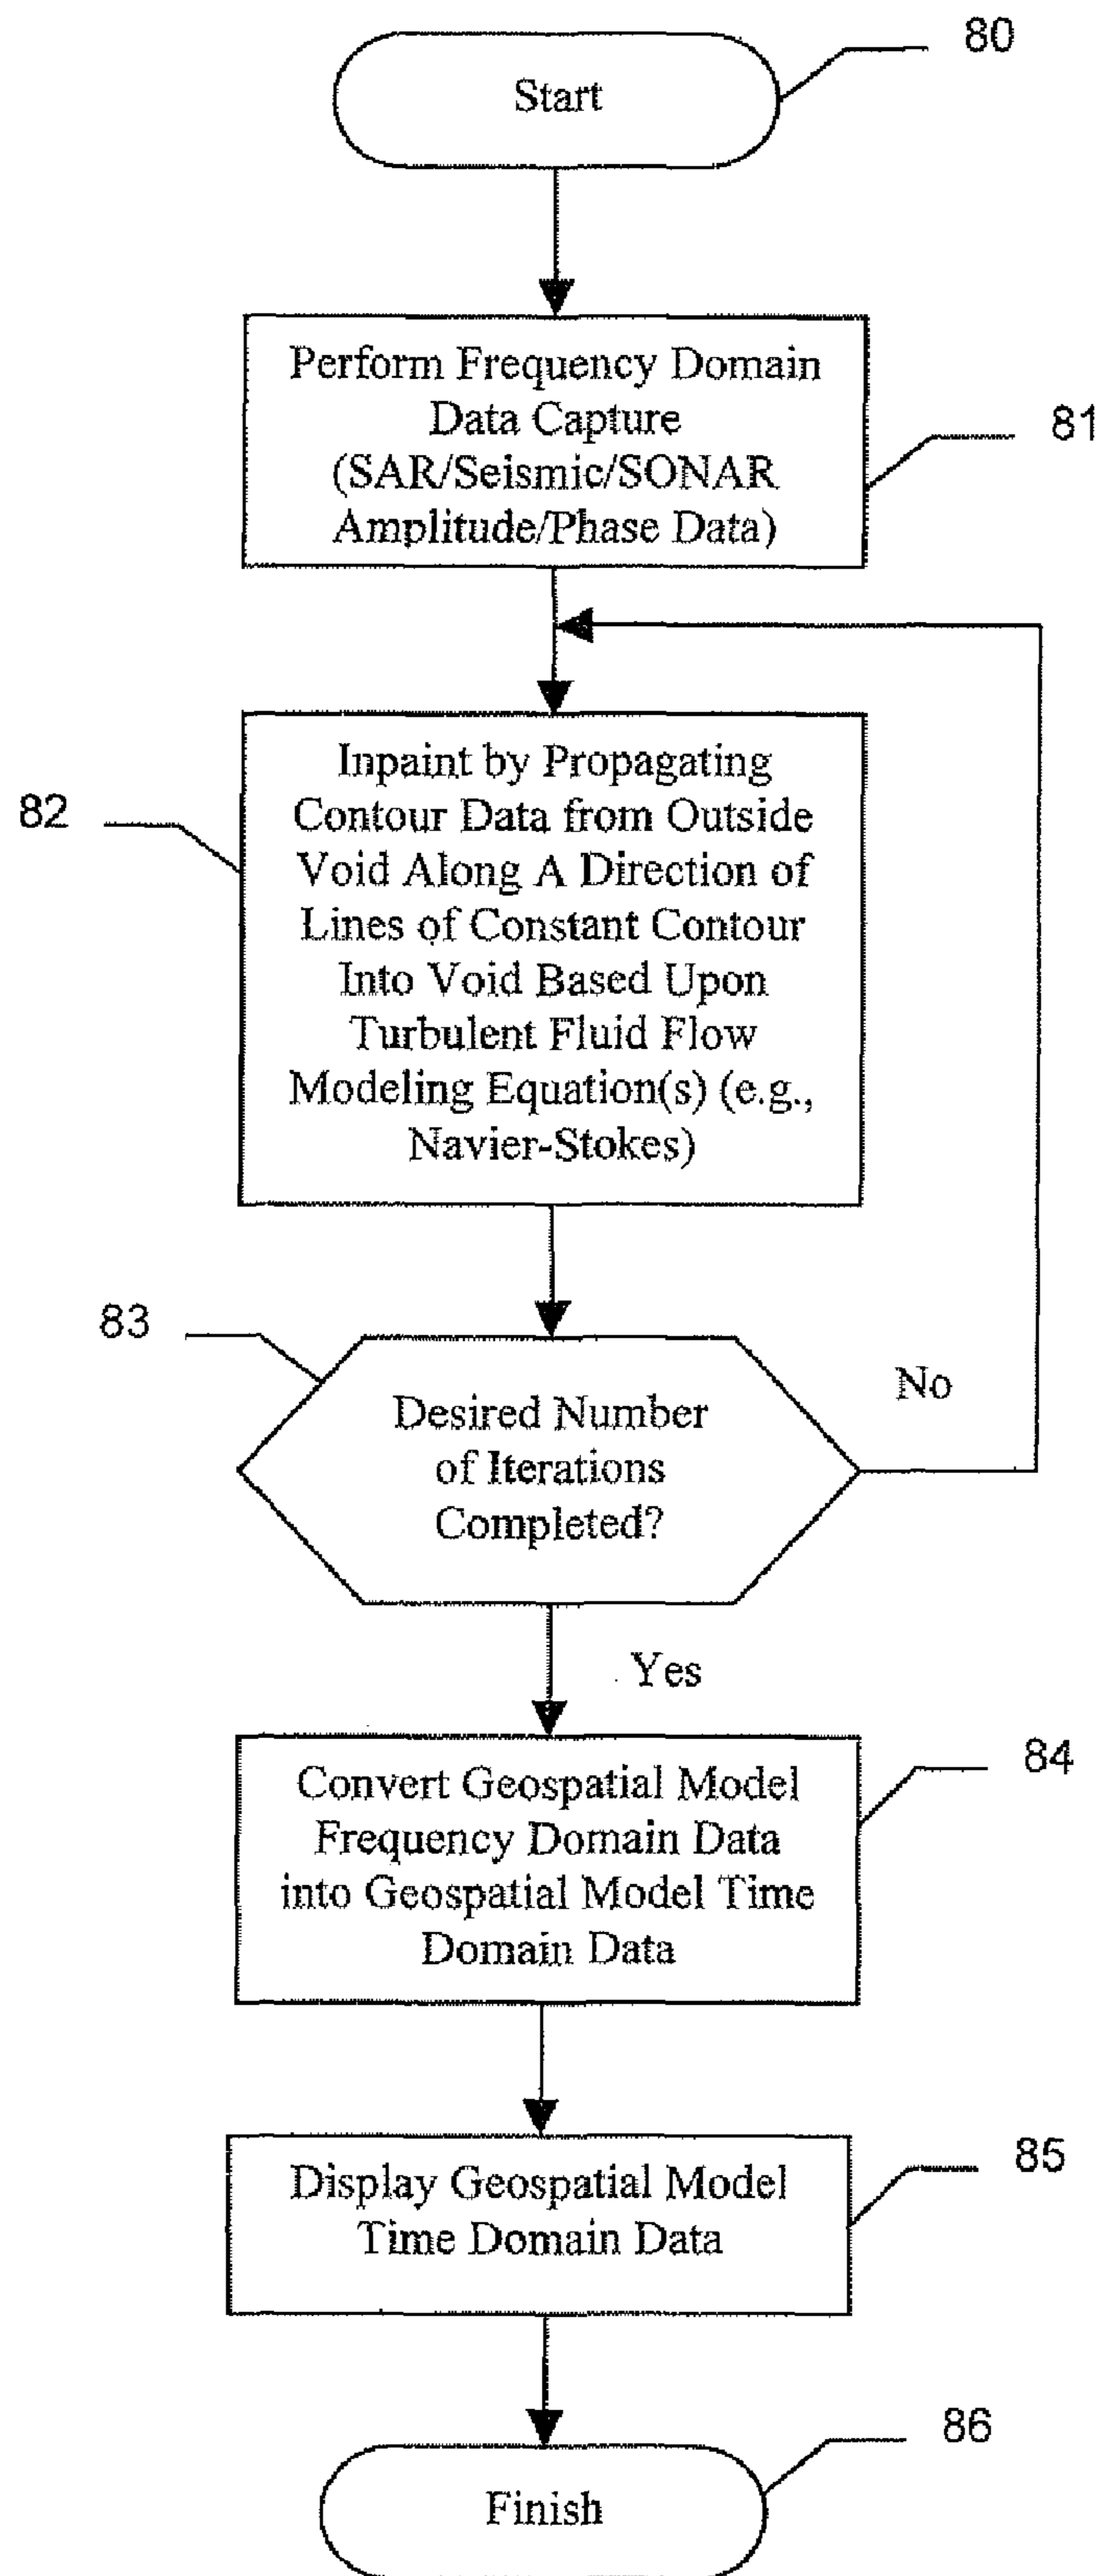 80
Start
Perform Frequency Domain
Data Capture
(SAR/Seismic/SONAR
Amplitude/Phase Data)
81
82
Inpaint by Propagating
Contour Data from Outside
Void Along A Direction of
Lines of Constant Contour
Into Void Based Upon
Turbulent Fluid Flow
Modeling Equation(s) (e.g.,
Navier-Stokes)
83
Desired Number
of Iterations
Completed?
No
Yes
Convert Geospatial Model
Frequency Domain Data
into Geospatial Model Time
Domain Data
84
Display Geospatial Model
Time Domain Data
85
86
Finish